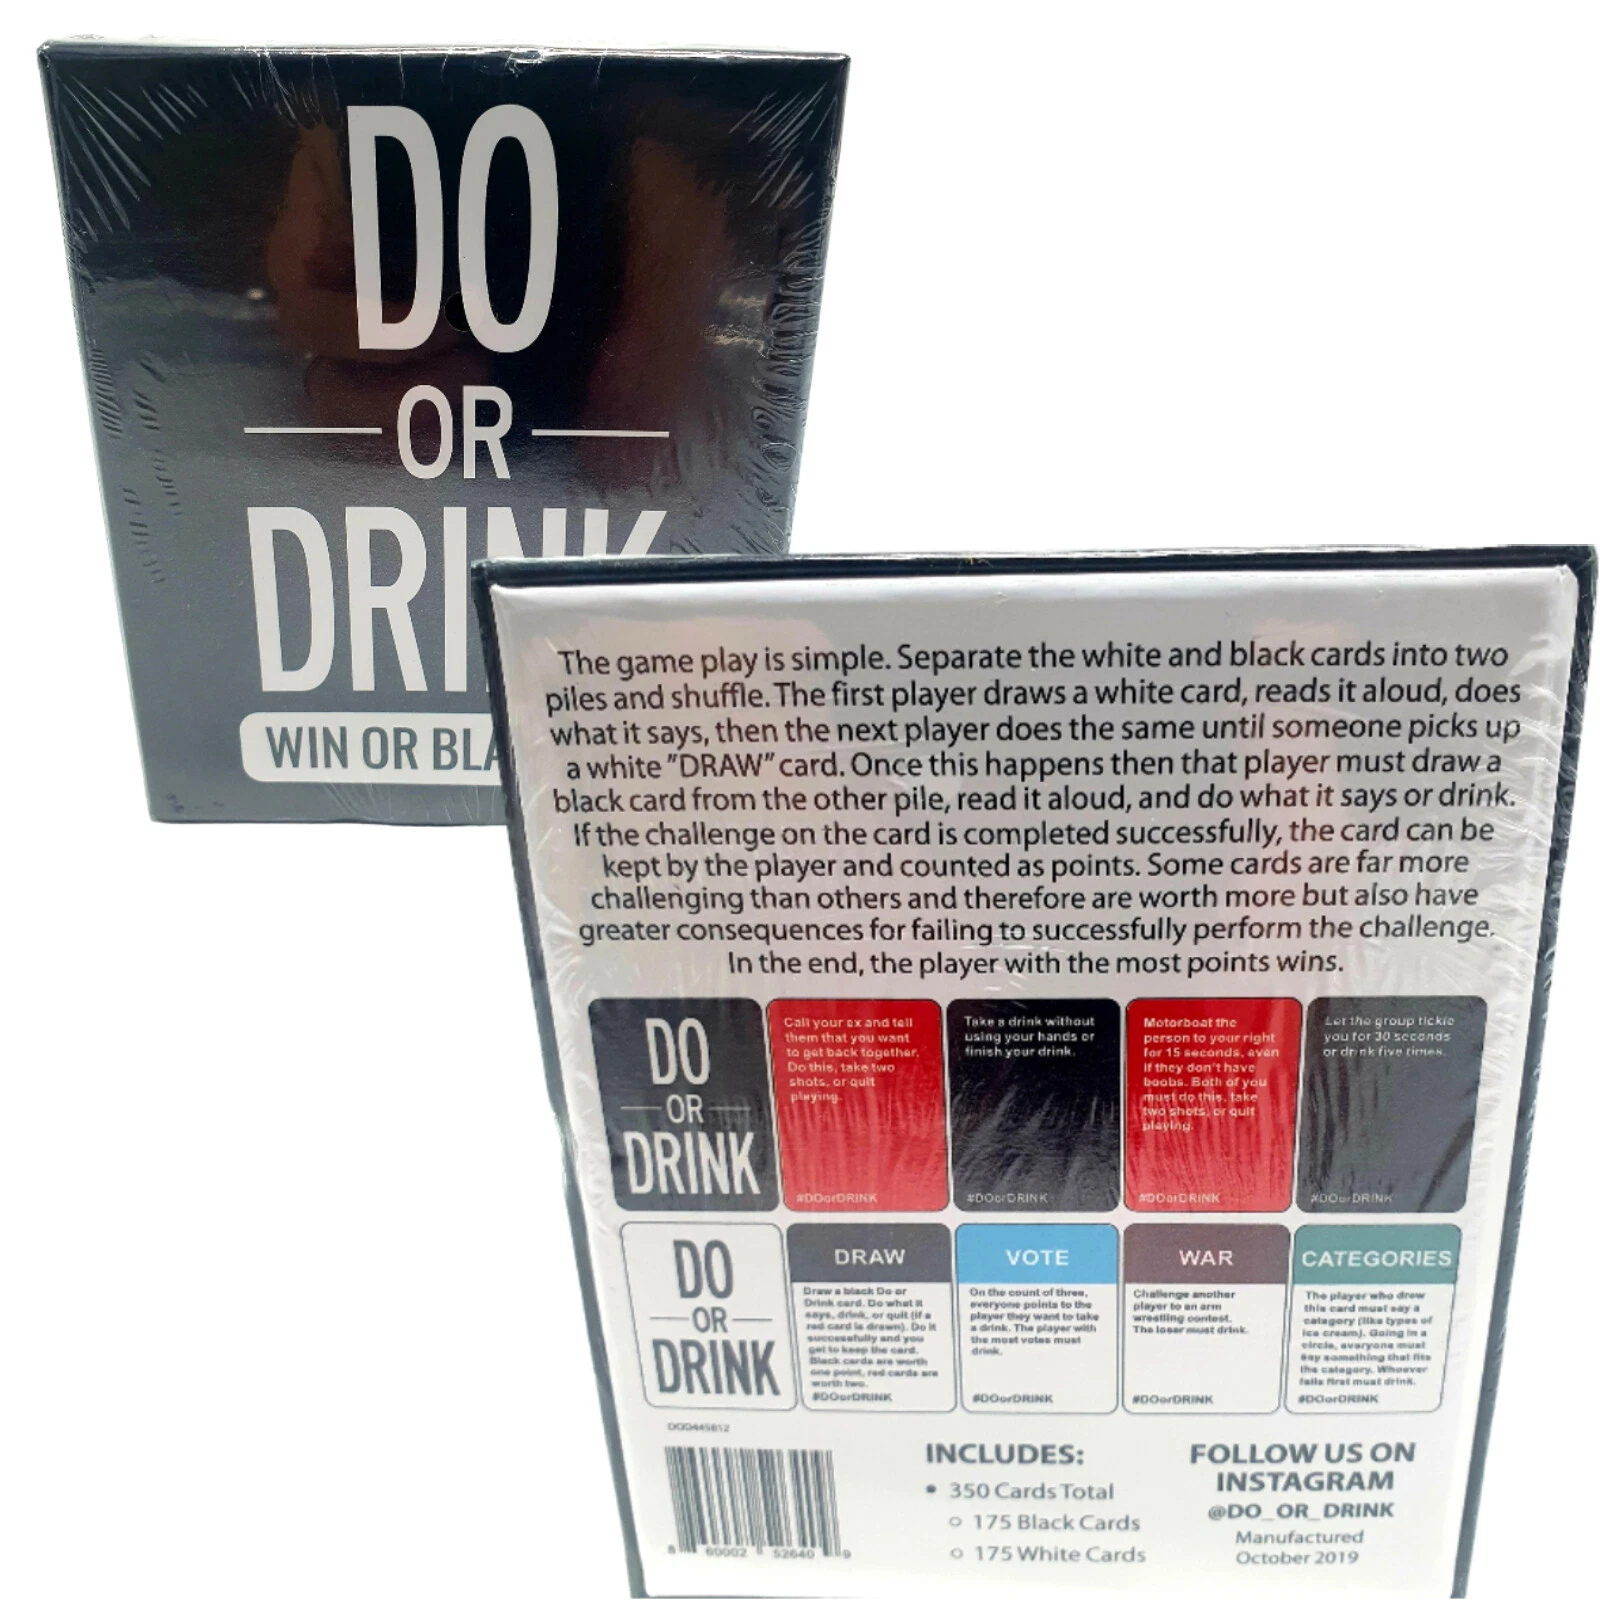 DO
OR
DRINK
WIN OR BLA
The game play is simple. Separate the white and black cards into two
piles and shuffle. The first player draws a white card, reads it aloud, does
what it says, then the next player does the same until someone picks up
a white "DRAW" card. Once this happens then that player must draw a
black card from the other pile, read it aloud, and do what it says or drink.
If the challenge on the card is completed successfully, the card can be
kept by the player and counted as points. Some cards are far more
challenging than others and therefore are worth more but also have
greater consequences for failing to successfully perform the challenge.
In the end, the player with the most points wins.
DO
OR
DRINK
Call your ex and tell
them that you want
to get back together.
Do this, take two
shots, or quit
playing.
#DOorDRINK
Take a drink without
using your hands or
finish your drink.
#DOorDRINK
Motorboat the
person to your right
for 15 seconds, even
if they don't have
boobs. Both of you
must do this, take
two shots, or quit
playing.
#DOorDRINK
Let the group tickle
you for 30 seconds
or drink five times.
#DOorDRINK
DO
OR
DRINK
DRAW
Draw a black Do or
Drink card. Do what it
says, drink, or quit (if a
red card is drawn). Do it
successfully and you
get to keep the card.
Black cards are worth
one point, red cards are
worth two.
#DOorDRINK
VOTE
On the count of three,
everyone points to the
player they want to take
a drink. The player with
the most votes must
drink.
#DOorDRINK
WAR
Challenge another
player to an arm
wrestling contest.
The loser must drink.
#DOorDRINK
CATEGORIES
The player who drew
this card must say a
category (like types of
ice cream). Going in a
circle, everyone must
say something that fits
the category. Whoever
fails first must drink.
#DOorDRINK
DOD445812
8 60002 52640 9
INCLUDES:
• 350 Cards Total
○ 175 Black Cards
○ 175 White Cards
FOLLOW US ON
INSTAGRAM
@DO_OR_DRINK
Manufactured
October 2019